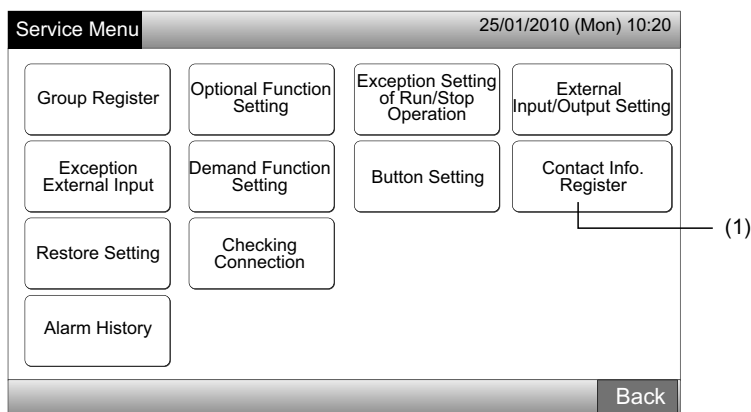 Service Menu
25/01/2010 (Mon) 10:20
Group Register
Optional Function
Setting
Exception Setting
of Run/Stop
Operation
External
Input/Output Setting
Exception
External Input
Demand Function
Setting
Button Setting
Contact Info.
Register
(1)
Restore Setting
Checking
Connection
Alarm History
Back